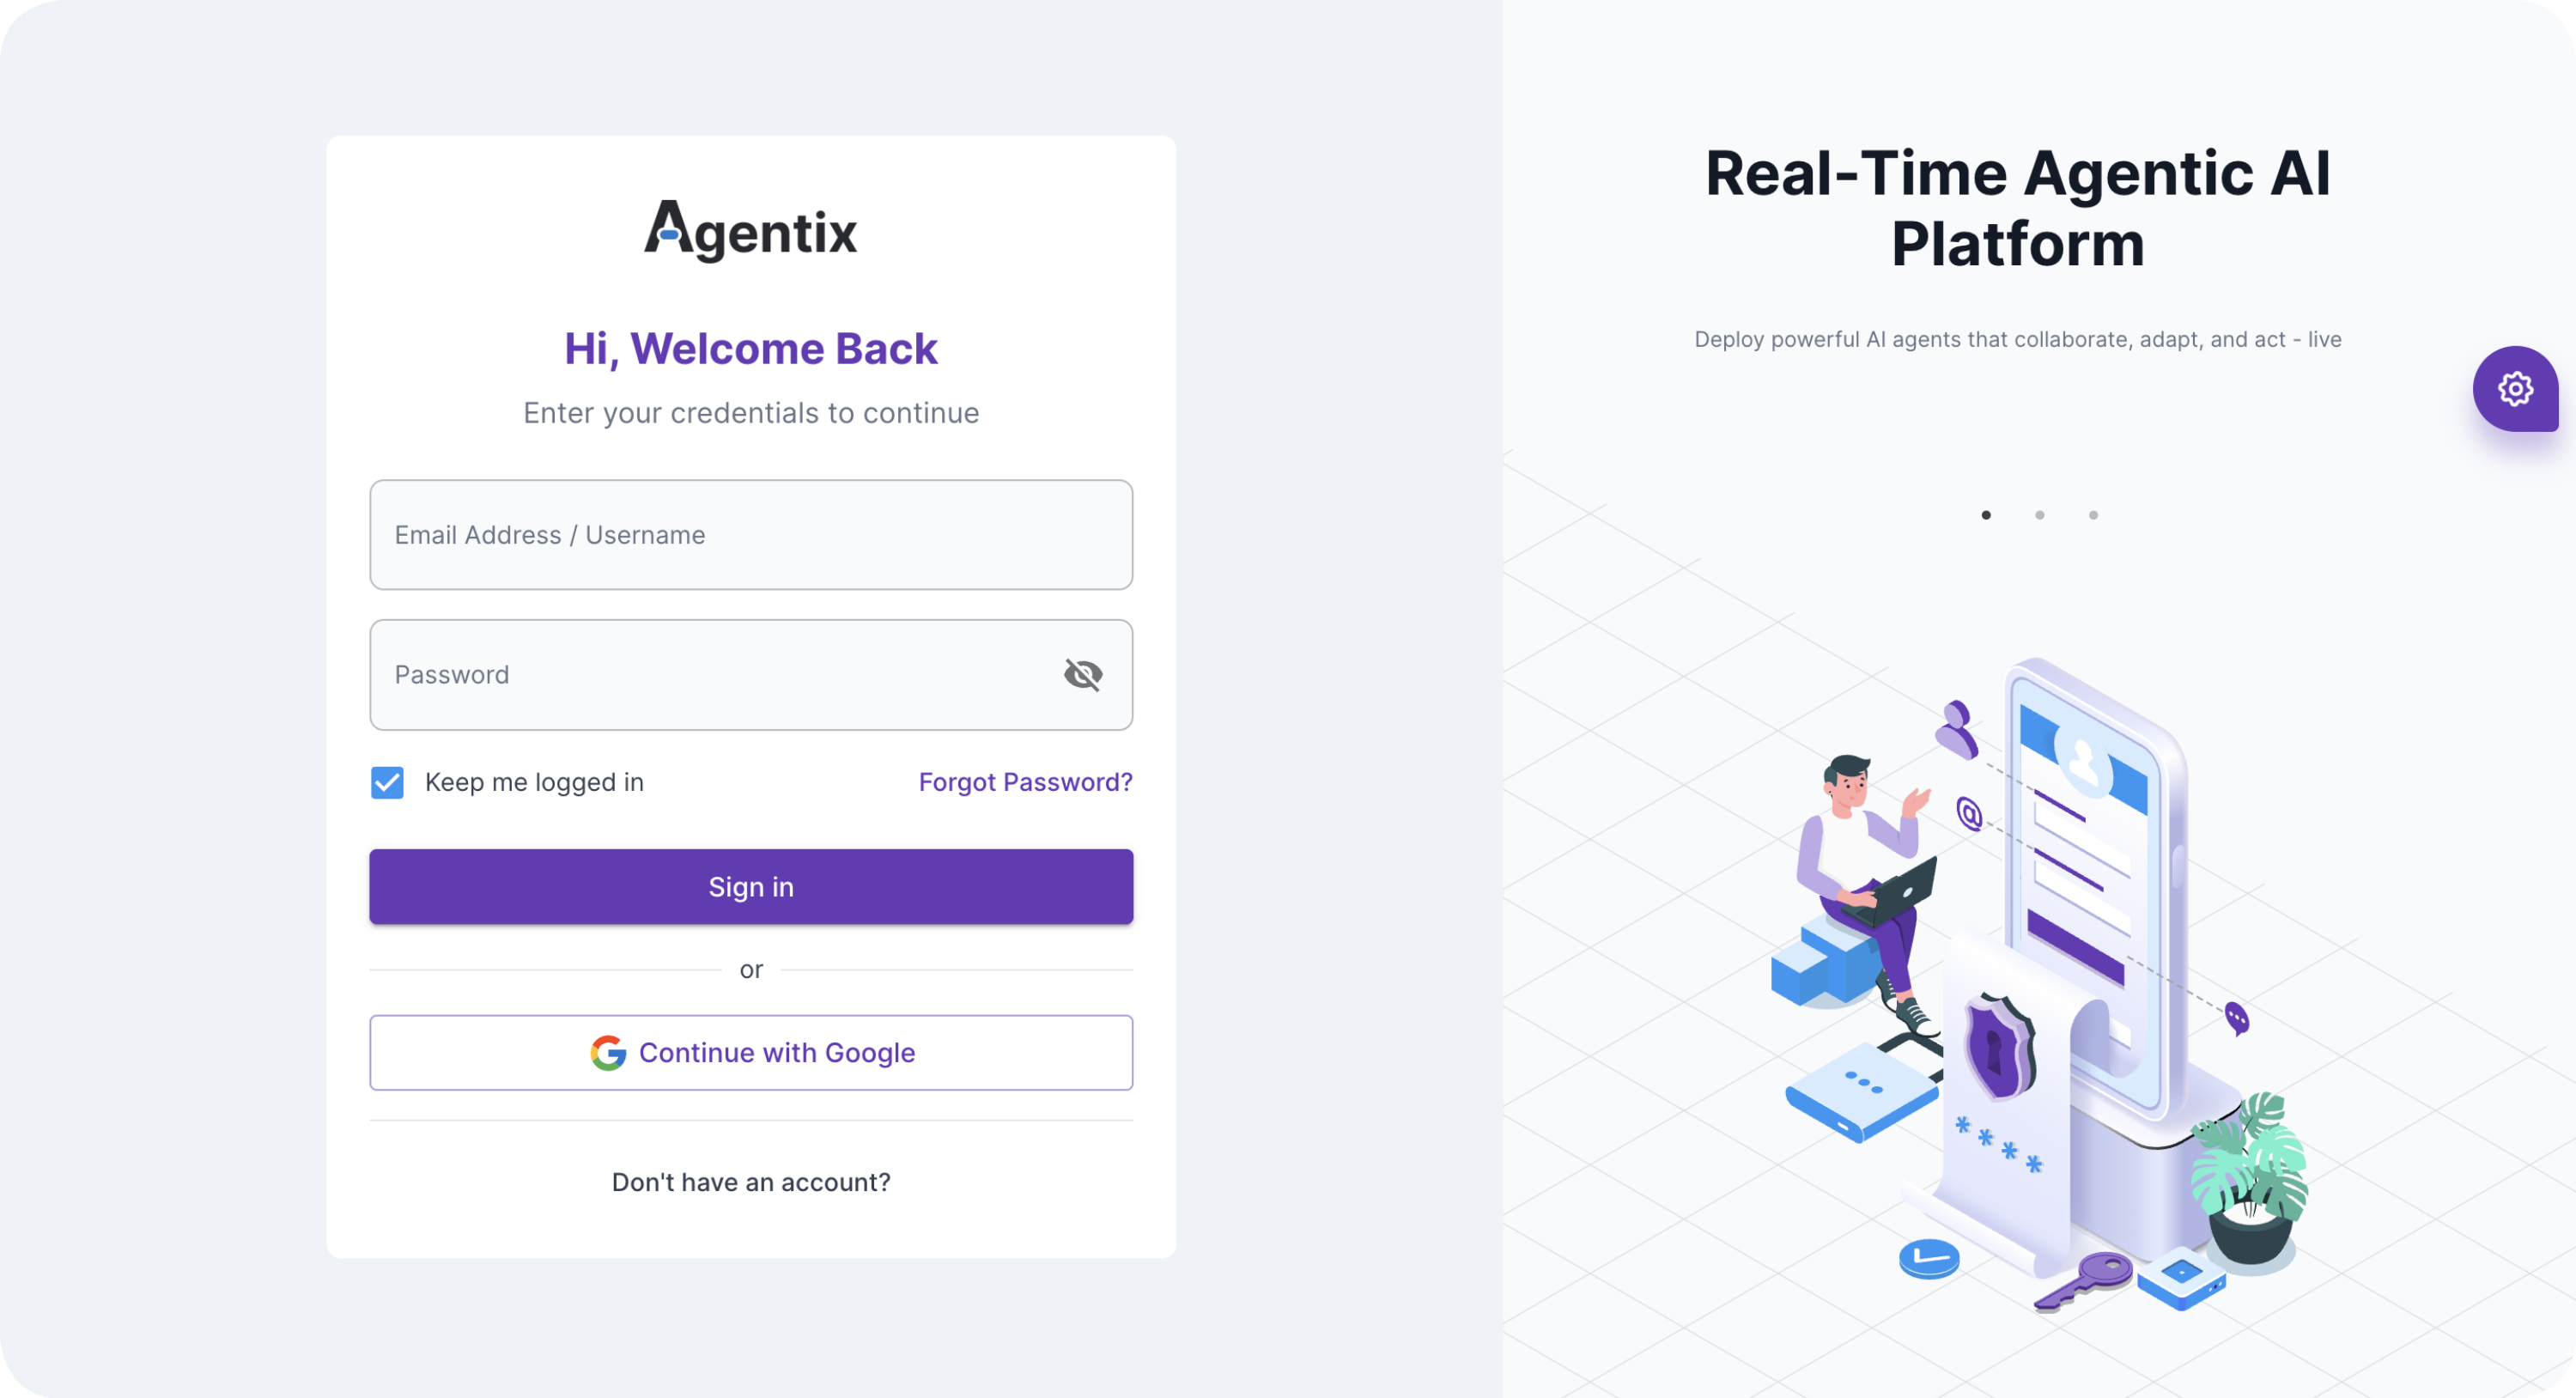 Agentix
Hi, Welcome Back
Enter your credentials to continue
Email Address / Username
Password
Keep me logged in
Forgot Password?
Sign in
or
Continue with Google
Don't have an account?
Real-Time Agentic AI
Platform
Deploy powerful AI agents that collaborate, adapt, and act - live
@
* * * *